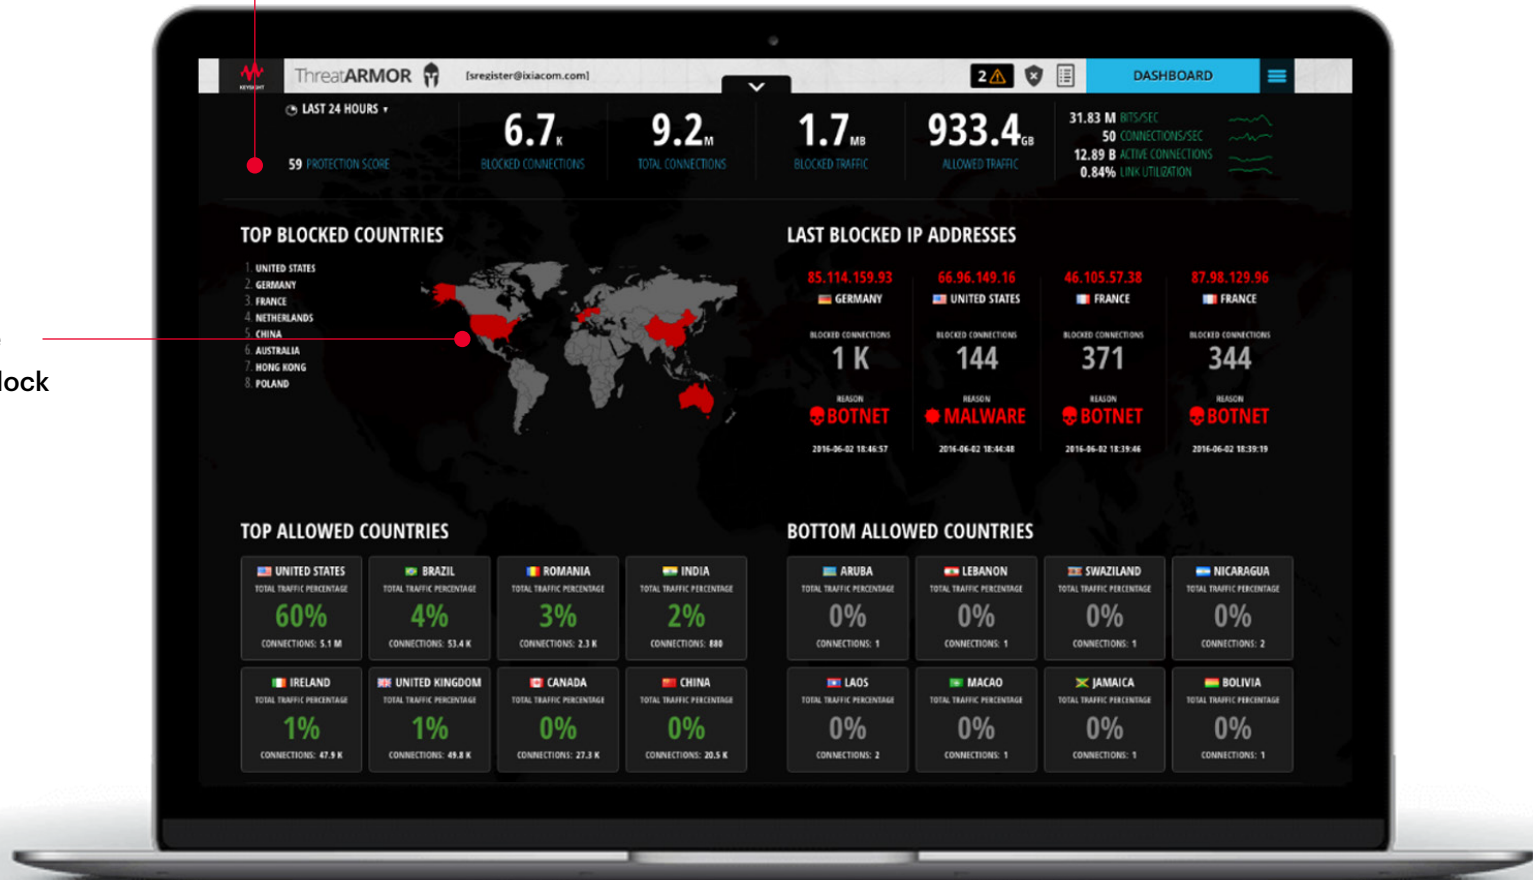 KEYSIGHT
ThreatARMOR
[sregister@ixiacom.com]
2
DASHBOARD
LAST 24 HOURS
59 PROTECTION SCORE
6.7 K
BLOCKED CONNECTIONS
9.2 M
TOTAL CONNECTIONS
1.7 MB
BLOCKED TRAFFIC
933.4 GB
ALLOWED TRAFFIC
31.83 M BITS/SEC
50 CONNECTIONS/SEC
12.89 B ACTIVE CONNECTIONS
0.84% LINK UTILIZATION
TOP BLOCKED COUNTRIES
1. UNITED STATES
2. GERMANY
3. FRANCE
4. NETHERLANDS
5. CHINA
6. AUSTRALIA
7. HONG KONG
8. POLAND
lock
LAST BLOCKED IP ADDRESSES
85.114.159.93
GERMANY
BLOCKED CONNECTIONS
1 K
REASON
BOTNET
2016-06-02 18:46:57
66.96.149.16
UNITED STATES
BLOCKED CONNECTIONS
144
REASON
MALWARE
2016-06-02 18:44:48
46.105.57.38
FRANCE
BLOCKED CONNECTIONS
371
REASON
BOTNET
2016-06-02 18:39:46
87.98.129.96
FRANCE
BLOCKED CONNECTIONS
344
REASON
BOTNET
2016-06-02 18:39:19
TOP ALLOWED COUNTRIES
UNITED STATES
TOTAL TRAFFIC PERCENTAGE
60%
CONNECTIONS: 5.1 M
BRAZIL
TOTAL TRAFFIC PERCENTAGE
4%
CONNECTIONS: 53.4 K
ROMANIA
TOTAL TRAFFIC PERCENTAGE
3%
CONNECTIONS: 2.3 K
INDIA
TOTAL TRAFFIC PERCENTAGE
2%
CONNECTIONS: 880
IRELAND
TOTAL TRAFFIC PERCENTAGE
1%
CONNECTIONS: 47.9 K
UNITED KINGDOM
TOTAL TRAFFIC PERCENTAGE
1%
CONNECTIONS: 49.8 K
CANADA
TOTAL TRAFFIC PERCENTAGE
0%
CONNECTIONS: 27.3 K
CHINA
TOTAL TRAFFIC PERCENTAGE
0%
CONNECTIONS: 20.5 K
BOTTOM ALLOWED COUNTRIES
ARUBA
TOTAL TRAFFIC PERCENTAGE
0%
CONNECTIONS: 1
LEBANON
TOTAL TRAFFIC PERCENTAGE
0%
CONNECTIONS: 1
SWAZILAND
TOTAL TRAFFIC PERCENTAGE
0%
CONNECTIONS: 1
NICARAGUA
TOTAL TRAFFIC PERCENTAGE
0%
CONNECTIONS: 2
LAOS
TOTAL TRAFFIC PERCENTAGE
0%
CONNECTIONS: 2
MACAO
TOTAL TRAFFIC PERCENTAGE
0%
CONNECTIONS: 1
JAMAICA
TOTAL TRAFFIC PERCENTAGE
0%
CONNECTIONS: 1
BOLIVIA
TOTAL TRAFFIC PERCENTAGE
0%
CONNECTIONS: 1